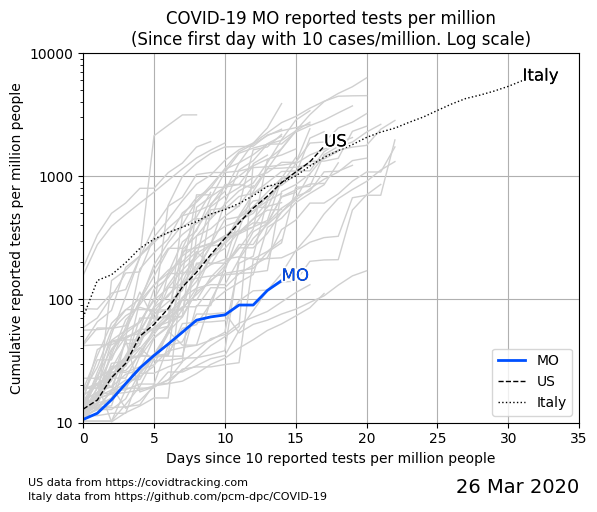 COVID-19 MO reported tests per million
(Since first day with 10 cases/million. Log scale)
Cumulative reported tests per million people
10000
1000
100
10
Italy
US
MO
MO
US
Italy
0 5 10 15 20 25 30 35
Days since 10 reported tests per million people
US data from https://covidtracking.com
Italy data from https://github.com/pcm-dpc/COVID-19
26 Mar 2020